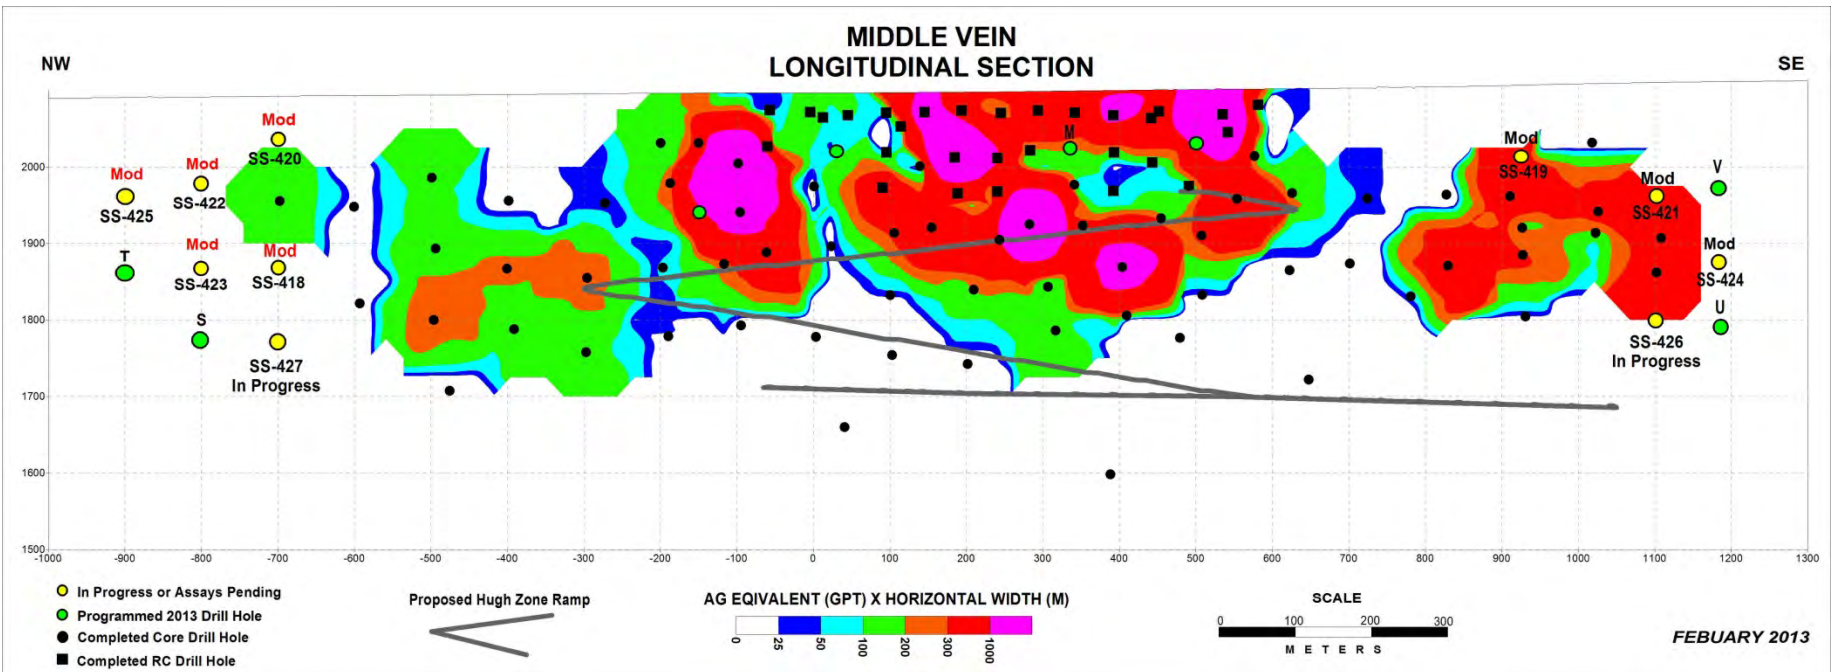 MIDDLE VEIN
LONGITUDINAL SECTION
NW
SE
Mod
SS-420
Mod
SS-422
Mod
SS-425
Mod
SS-423
Mod
SS-418
T
S
SS-427
In Progress
M
Mod
SS-419
Mod
SS-421
V
Mod
SS-424
U
SS-426
In Progress
2000
1900
1800
1700
1600
1500
-1000 -900 -800 -700 -600 -500 -400 -300 -200 -100 0 100 200 300 400 500 600 700 800 900 1000 1100 1200 1300
In Progress or Assays Pending
Programmed 2013 Drill Hole
Completed Core Drill Hole
Completed RC Drill Hole
Proposed Hugh Zone Ramp
AG EQIVALENT (GPT) X HORIZONTAL WIDTH (M)
0 25 50 100 200 300 1000
SCALE
0 100 200 300
METERS
FEBUARY 2013